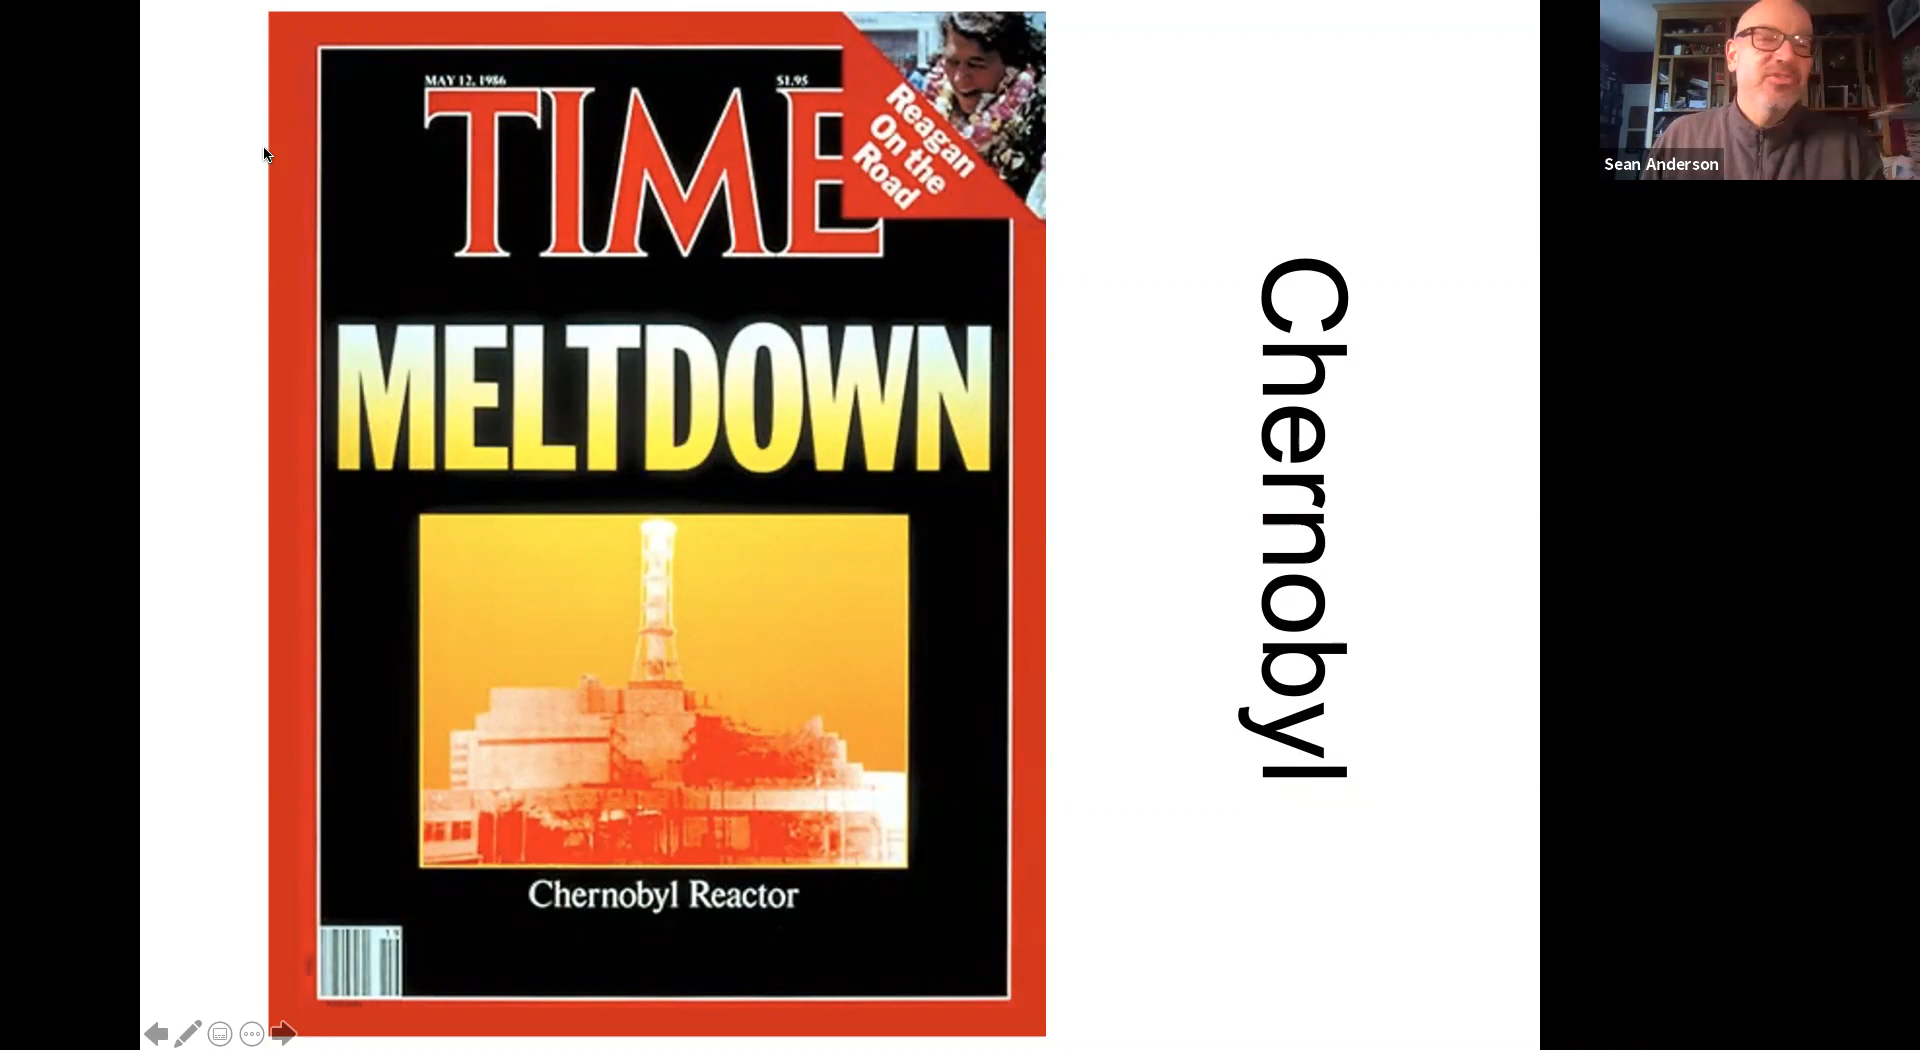 MAY 12, 1986
$1.95
TIME
Reagan
On the
Road
MELTDOWN
Chernobyl Reactor
Chernobyl
Sean Anderson